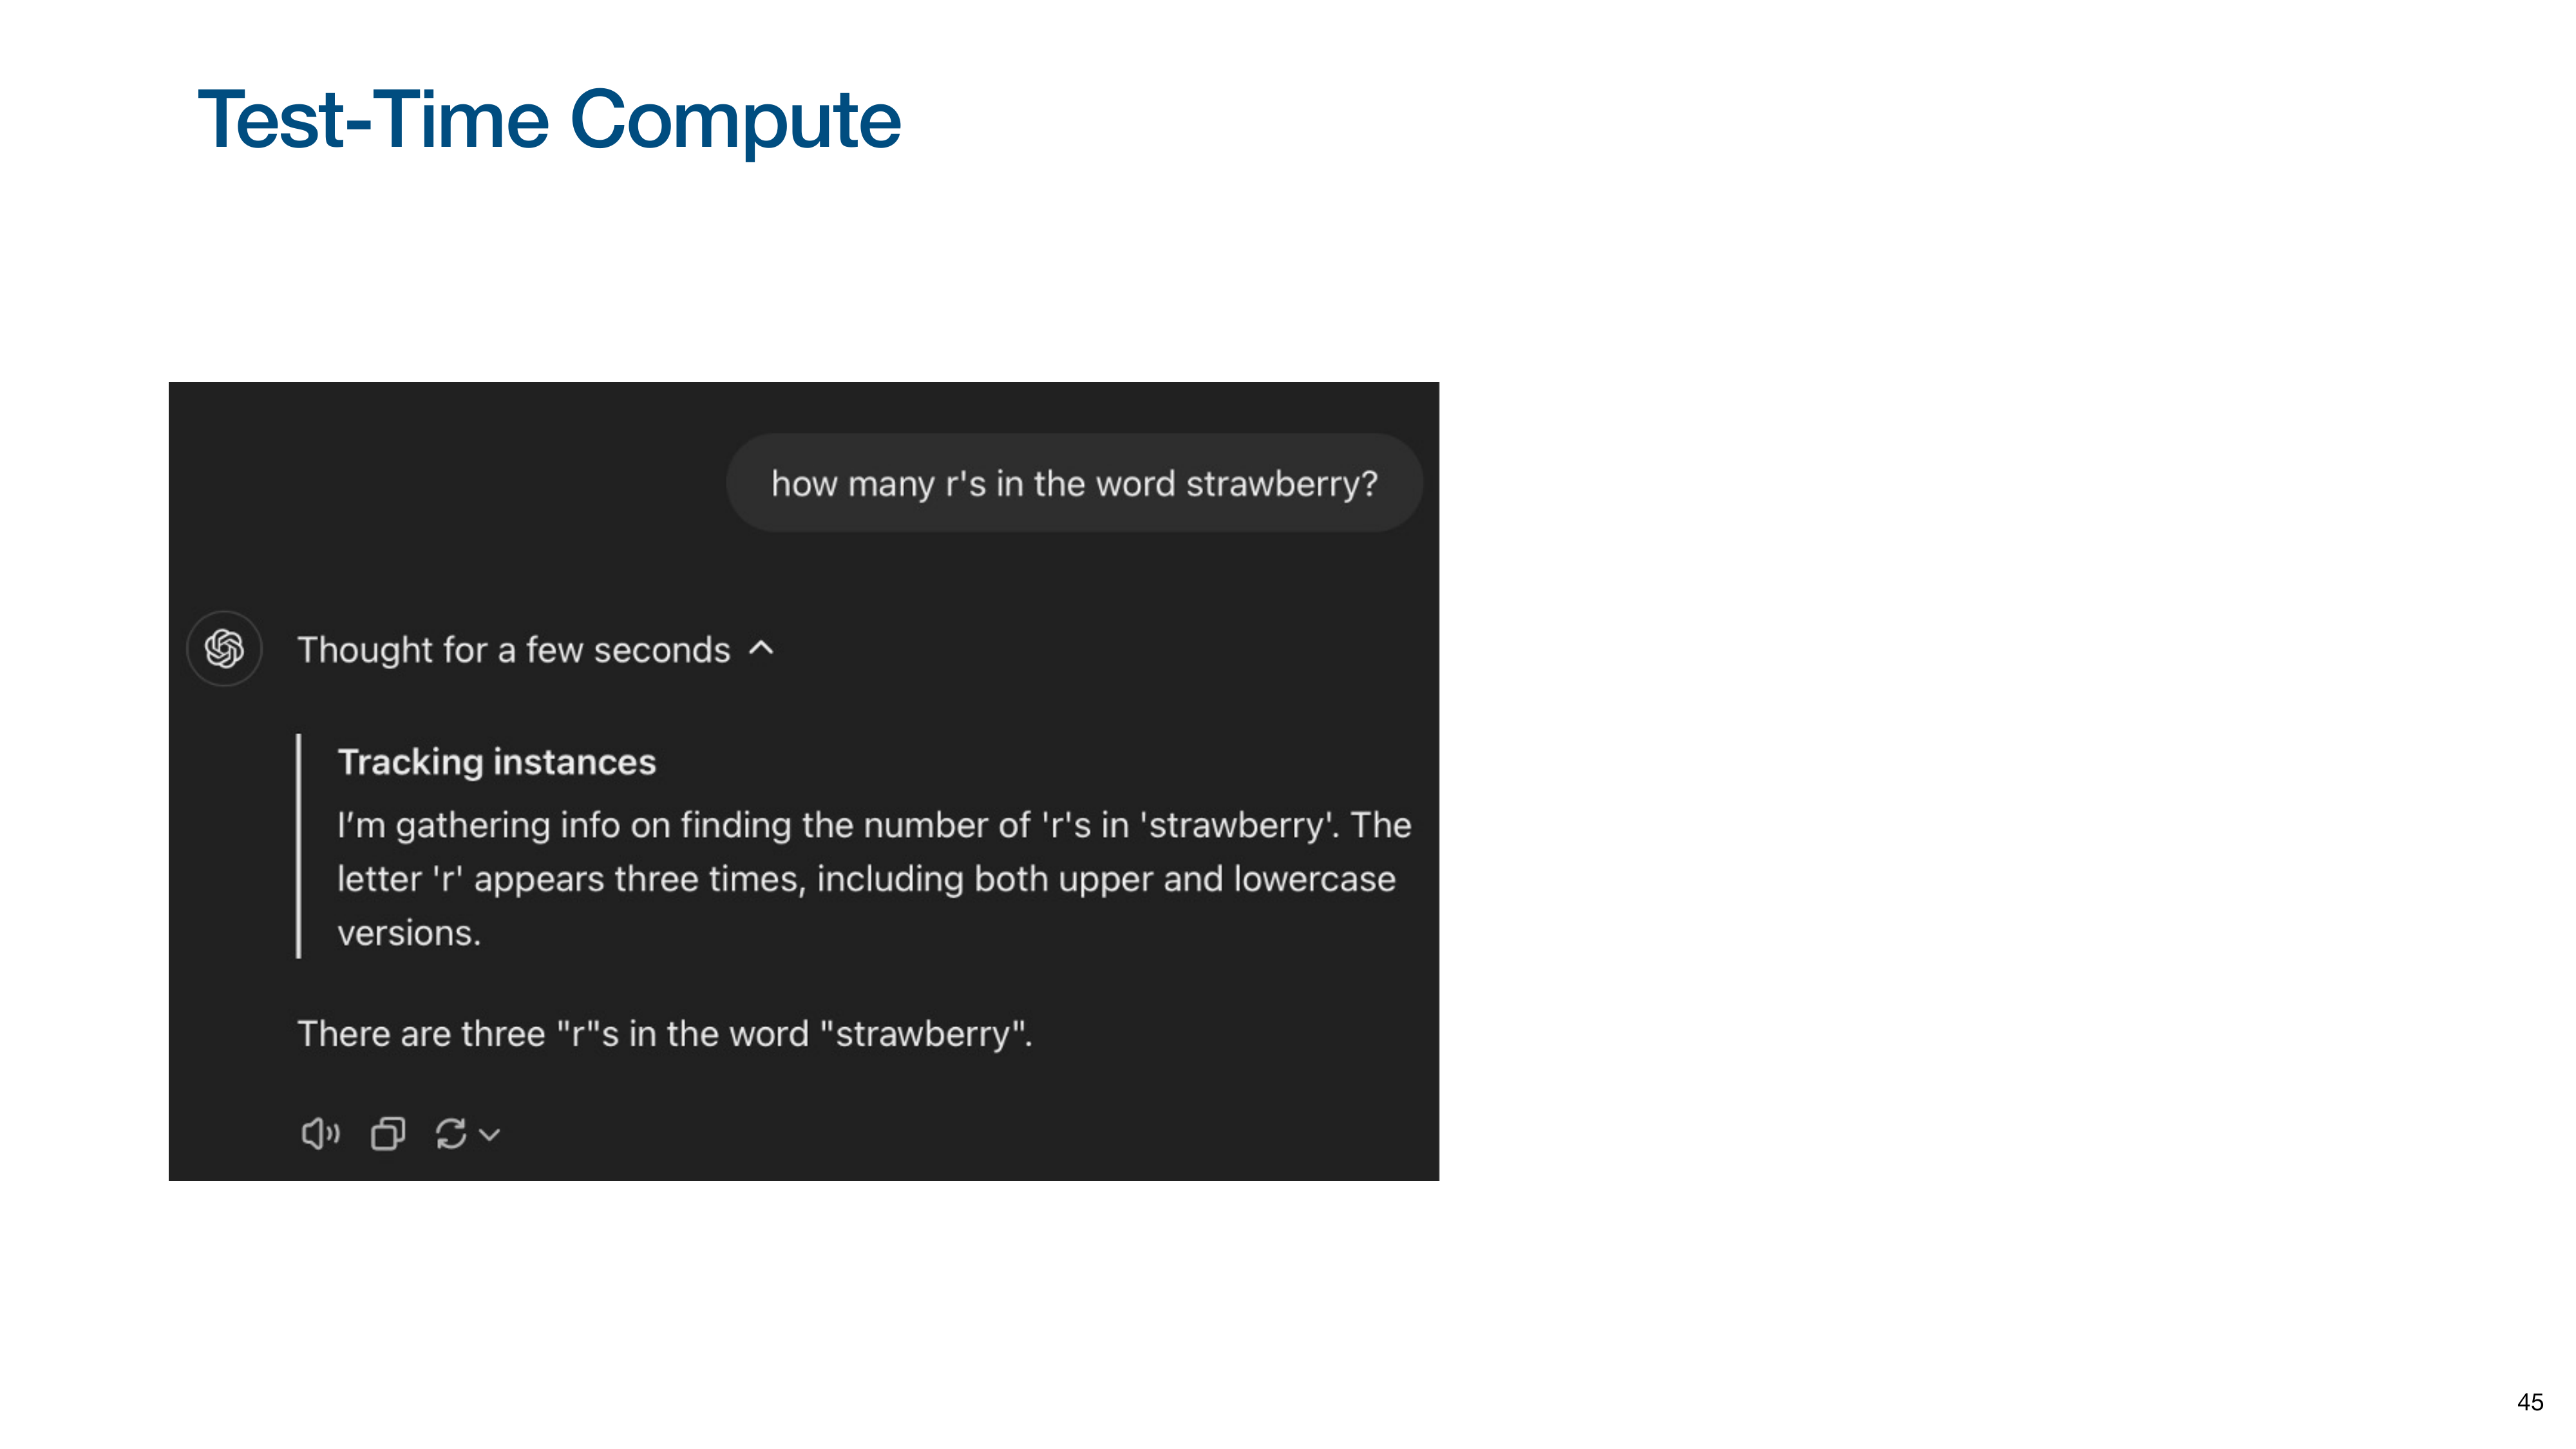 Test-Time Compute
how many r's in the word strawberry?
Thought for a few seconds
Tracking instances
I'm gathering info on finding the number of 'r's in 'strawberry'. The
letter 'r' appears three times, including both upper and lowercase
versions.
There are three "r"s in the word "strawberry".
45